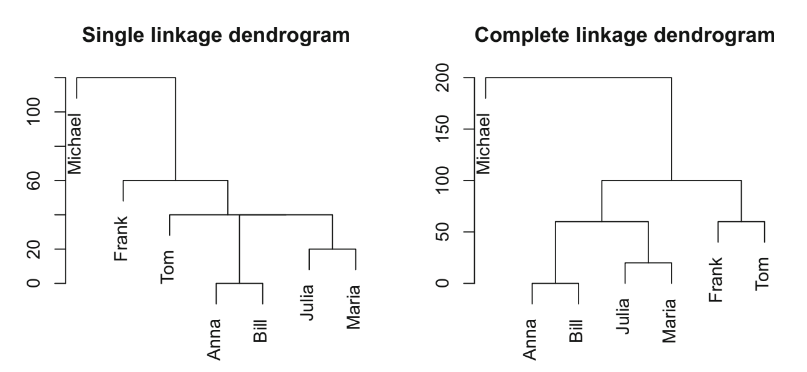 Single linkage dendrogram
0 20 60 100
Michael
Frank
Tom
Anna
Bill
Julia
Maria
Complete linkage dendrogram
0 50 100 150 200
Michael
Anna
Bill
Julia
Maria
Frank
Tom